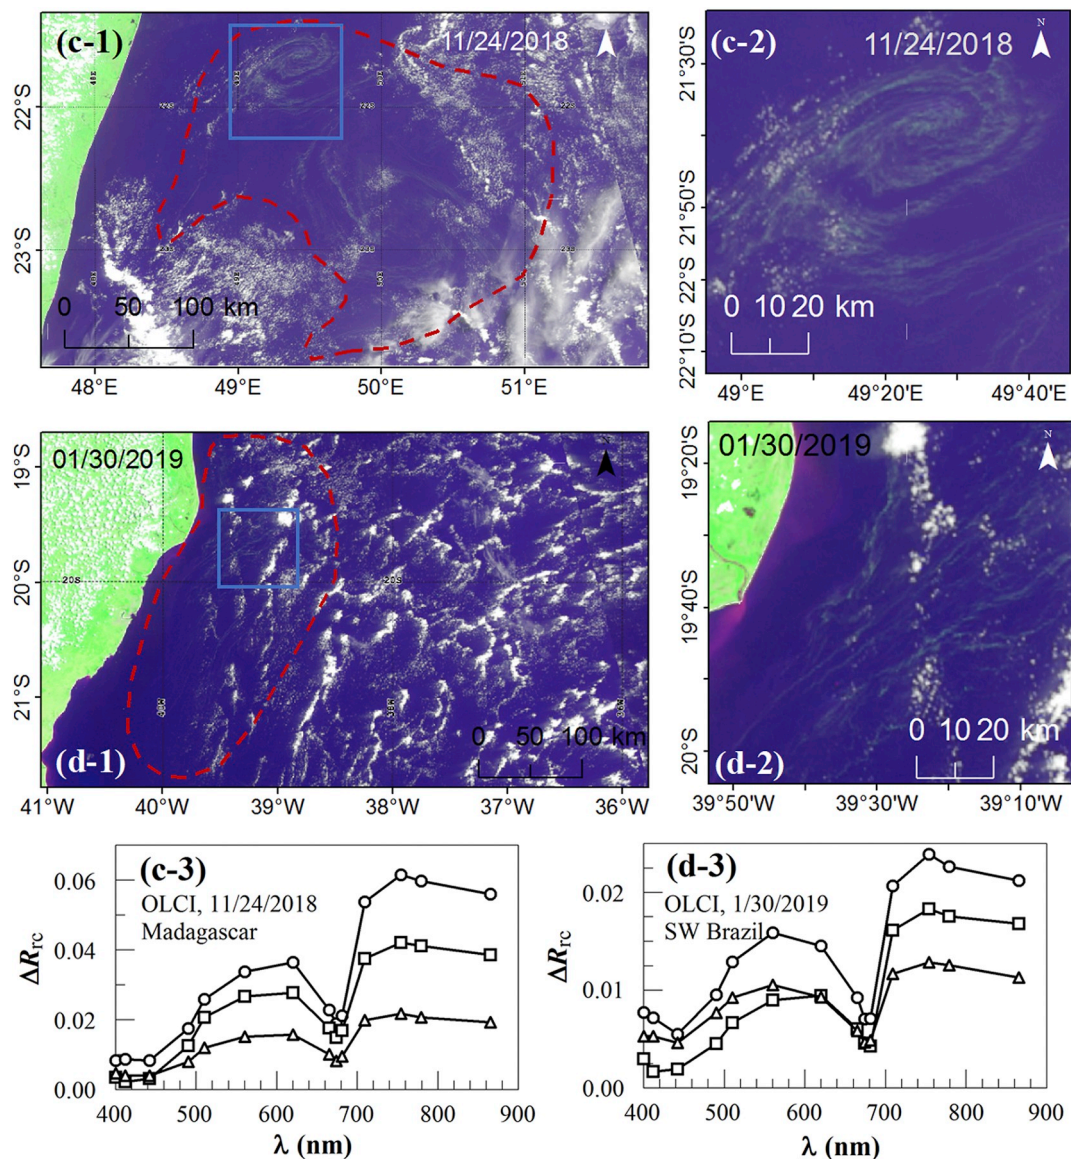 (c-1)
11/24/2018
22°S
23°S
0 50 100 km
48°E 49°E 50°E 51°E
(c-2)
N
11/24/2018
21°30'S
21°50'S
22°S
22°10'S
0 10 20 km
49°E 49°20'E 49°40'E
01/30/2019
N
19°S
20°S
20S
20S
21°S
0 50 100 km
(d-1)
41°W 40°W 39°W 38°W 37°W 36°W
01/30/2019
N
19°20'S
19°40'S
20°S
0 10 20 km
(d-2)
39°50'W 39°30'W 39°10'W
(c-3)
OLCI, 11/24/2018
Madagascar
ΔRrc
0.06
0.04
0.02
0.00
400 500 600 700 800 900
λ (nm)
(d-3)
OLCI, 1/30/2019
SW Brazil
ΔRrc
0.02
0.01
0.00
400 500 600 700 800 900
λ (nm)